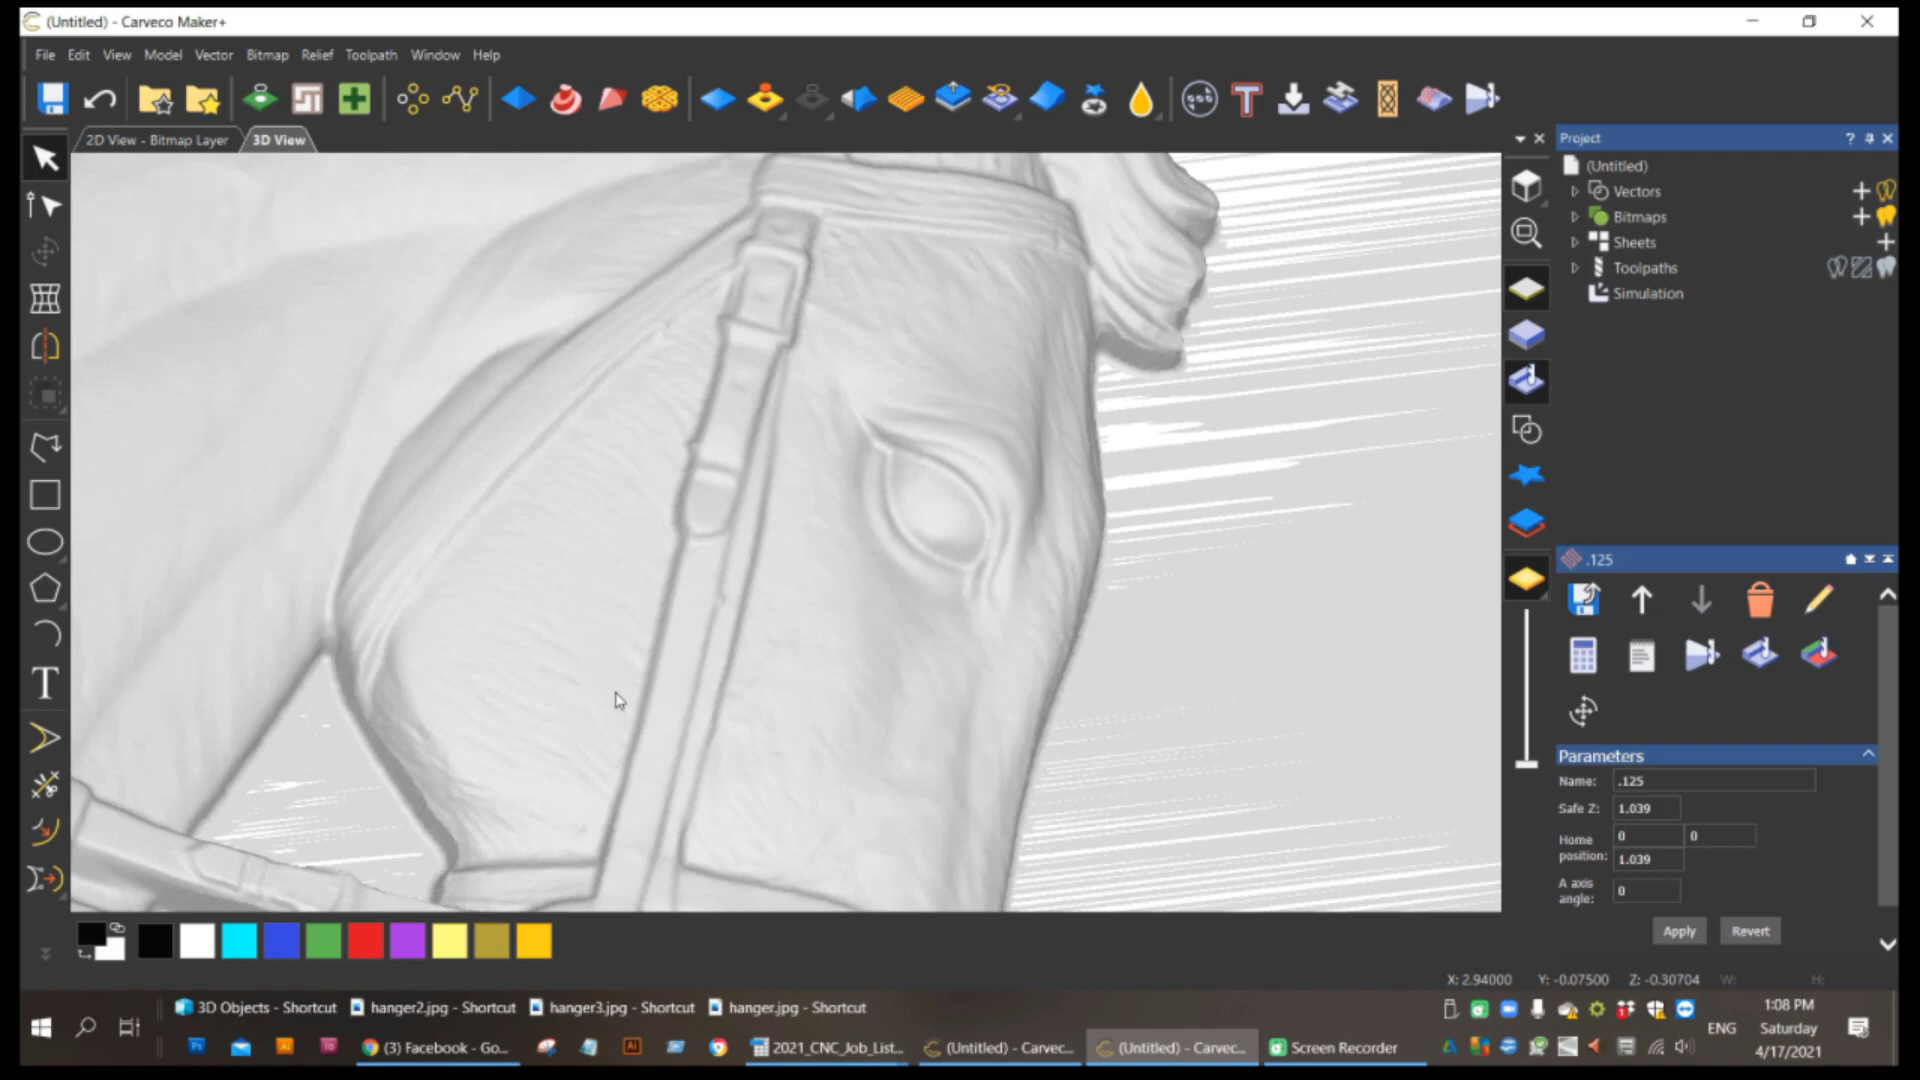 (Untitled) - Carveco Maker+
File Edit View Model Vector Bitmap Relief Toolpath Window Help
2D View - Bitmap Layer
3D View
Project
(Untitled)
Vectors
Bitmaps
Sheets
Toolpaths
Simulation
.125
Parameters
Name: .125
Safe Z: 1.039
Home position: 0 0
1.039
A axis angle: 0
Apply Revert
X: 2.94000 Y: -0.07500 Z: -0.30704 W: H:
3D Objects - Shortcut hanger2.jpg - Shortcut hanger3.jpg - Shortcut hanger.jpg - Shortcut
(3) Facebook - Go... 2021_CNC_Job_List... (Untitled) - Carvec... (Untitled) - Carvec... Screen Recorder
ENG
1:08 PM
Saturday
4/17/2021